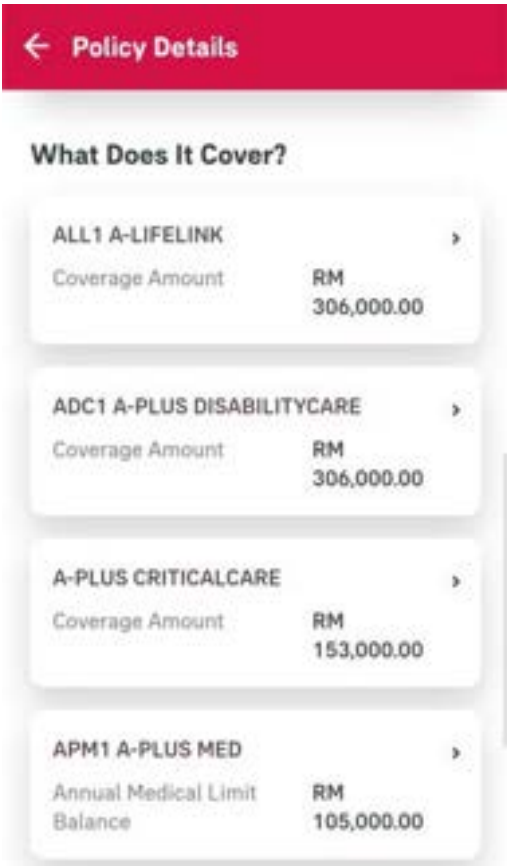 ← Policy Details
What Does It Cover?
ALL1 A-LIFELINK
Coverage Amount RM
306,000.00
ADC1 A-PLUS DISABILITYCARE
Coverage Amount RM
306,000.00
A-PLUS CRITICALCARE
Coverage Amount RM
153,000.00
APM1 A-PLUS MED
Annual Medical Limit RM
Balance 105,000.00